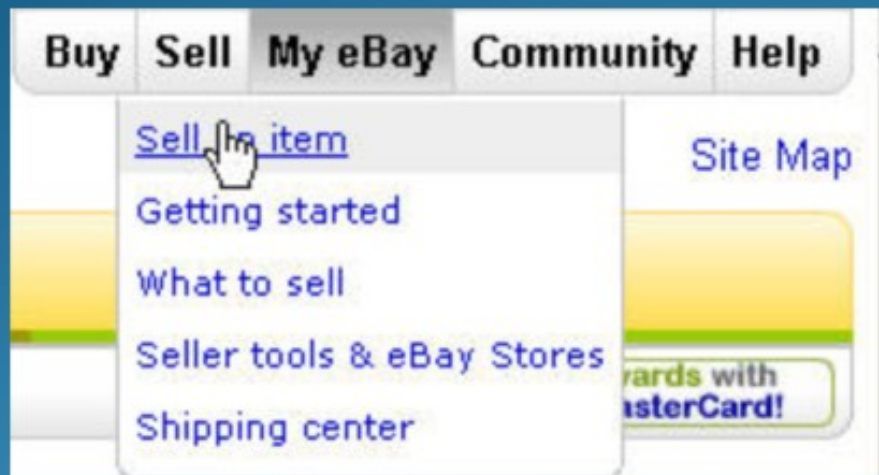 Buy Sell My eBay Community Help
Sell an item
Site Map
Getting started
What to sell
Seller tools & eBay Stores
with
Shipping center